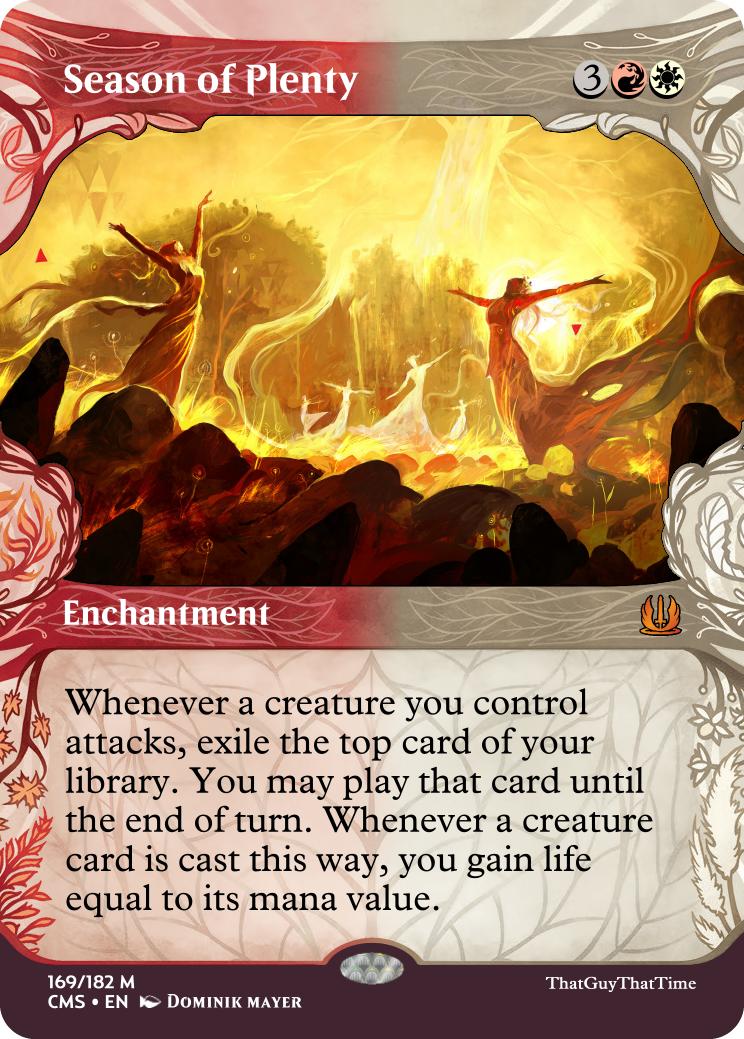 Season of Plenty 3
Enchantment
Whenever a creature you control
attacks, exile the top card of your
library. You may play that card until
the end of turn. Whenever a creature
card is cast this way, you gain life
equal to its mana value.
169/182 M
ThatGuyThatTime
CMS • EN DOMINIK MAYER